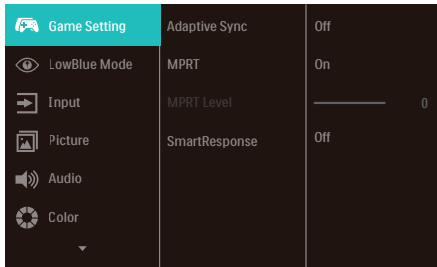 Game Setting Adaptive Sync Off
LowBlue Mode MPRT On
Input MPRT Level 0
Picture SmartResponse Off
Audio
Color